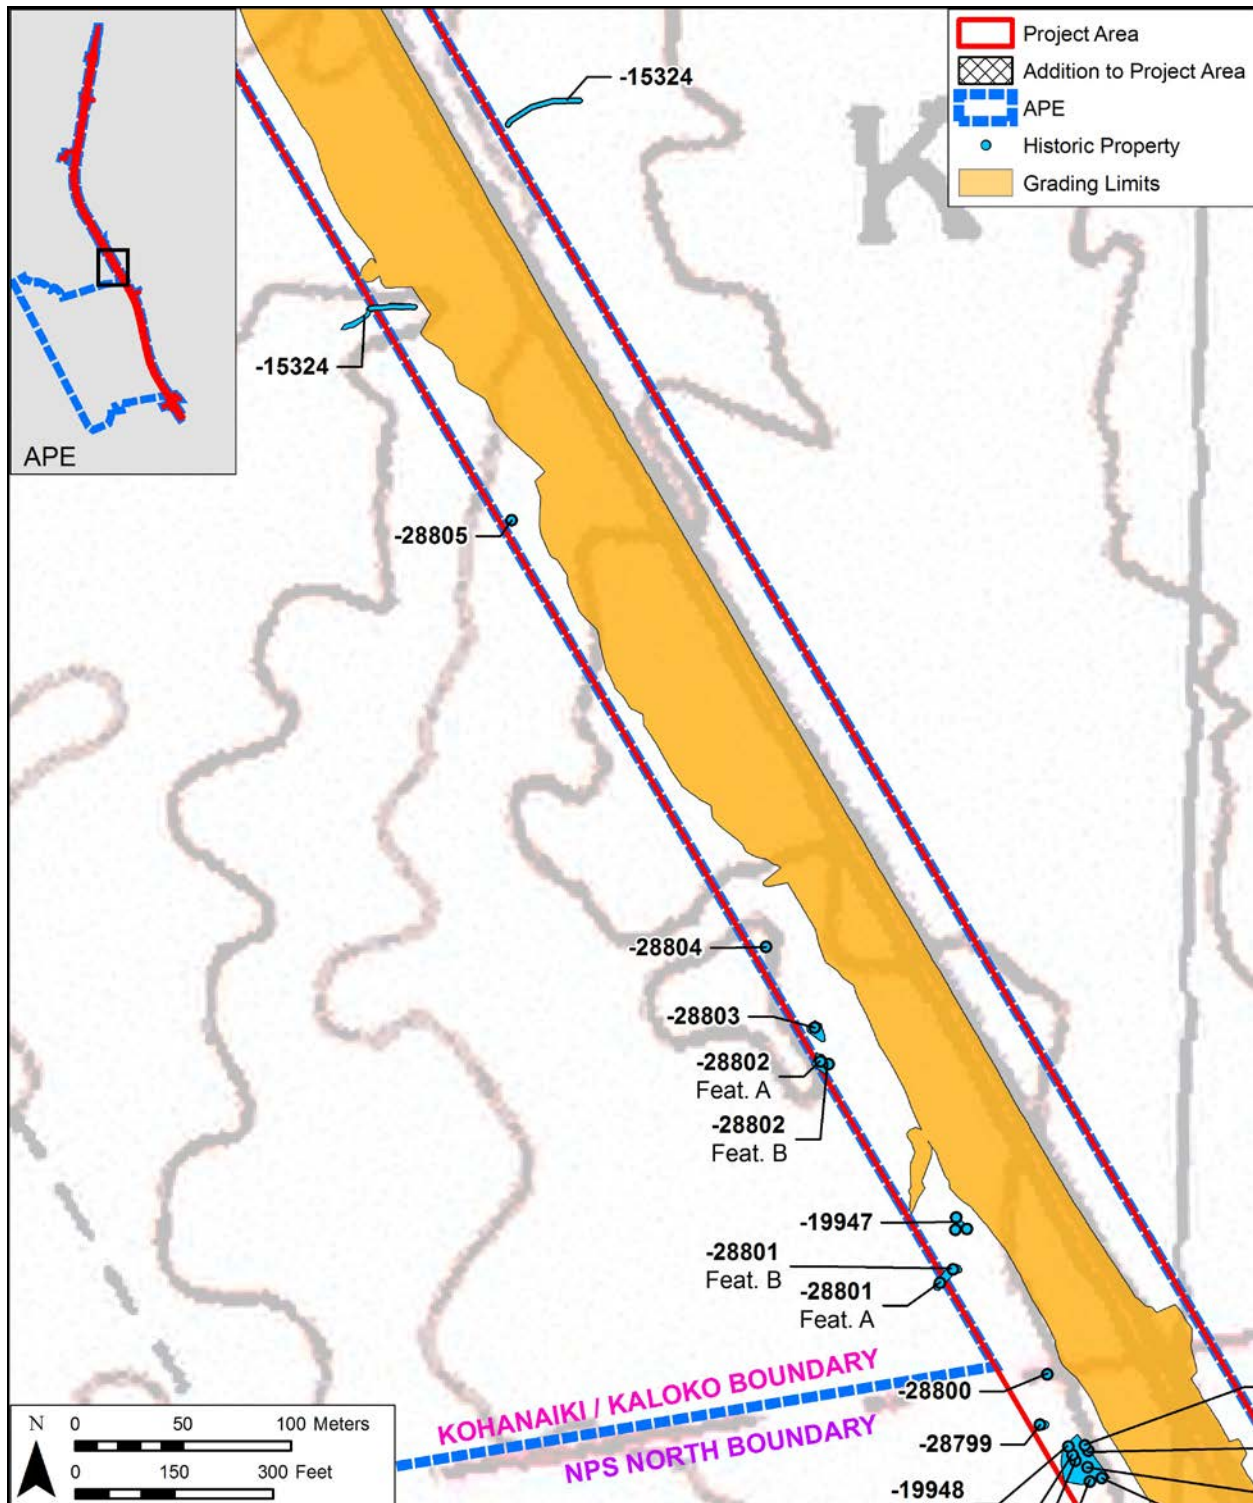 Project Area
Addition to Project Area
APE
Historic Property
Grading Limits
APE
K
-15324
-15324
-28805
-28804
-28803
-28802
Feat. A
-28802
Feat. B
-19947
-28801
Feat. B
-28801
Feat. A
KOHANAIKI / KALOKO BOUNDARY
NPS NORTH BOUNDARY
-28800
-28799
-19948
N
0 50 100 Meters
0 150 300 Feet